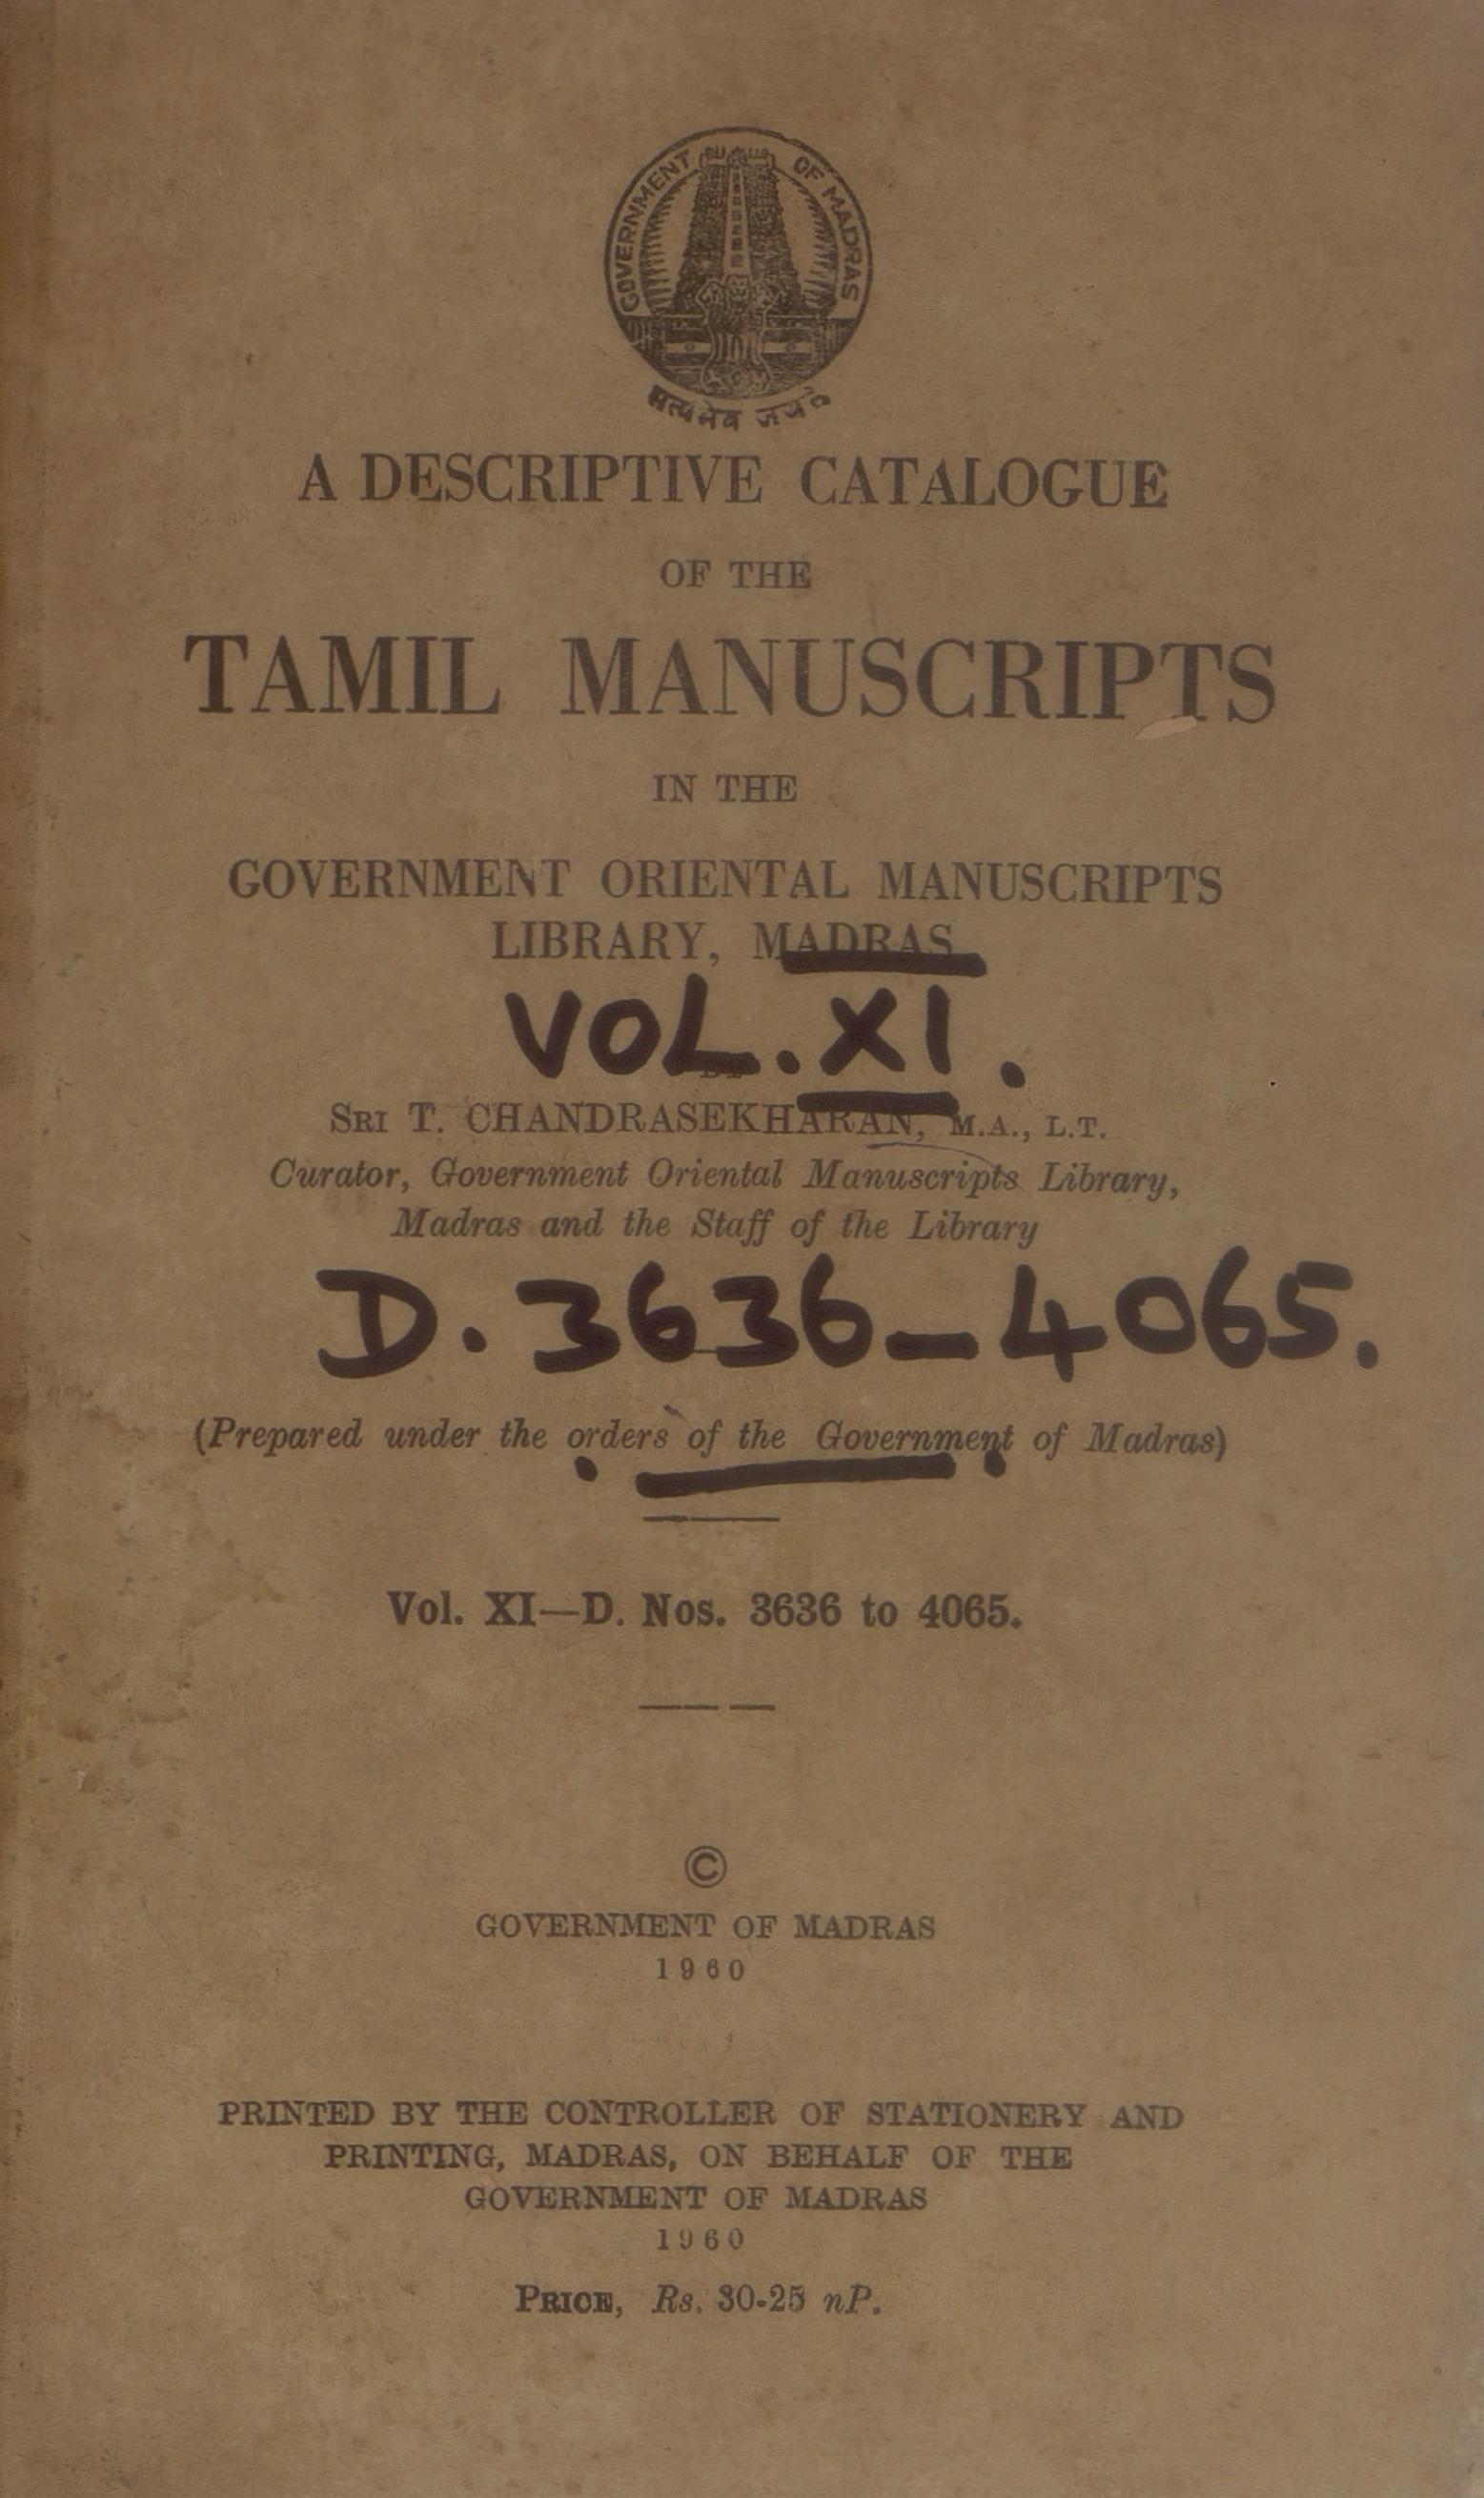 GOVERNMENT OF MADRAS
सत्यमेव जयते
A DESCRIPTIVE CATALOGUE
OF THE
TAMIL MANUSCRIPTS
IN THE
GOVERNMENT ORIENTAL MANUSCRIPTS
LIBRARY, MADRAS
VOL. XI.
BY
SRI T. CHANDRASEKHARAN, M.A., L.T.
Curator, Government Oriental Manuscripts Library,
Madras and the Staff of the Library
D. 3636-4065.
(Prepared under the orders of the Government of Madras)
Vol. XI—D. Nos. 3636 to 4065.
©
GOVERNMENT OF MADRAS
1960
PRINTED BY THE CONTROLLER OF STATIONERY AND
PRINTING, MADRAS, ON BEHALF OF THE
GOVERNMENT OF MADRAS
1960
PRICE, Rs. 30-25 nP.